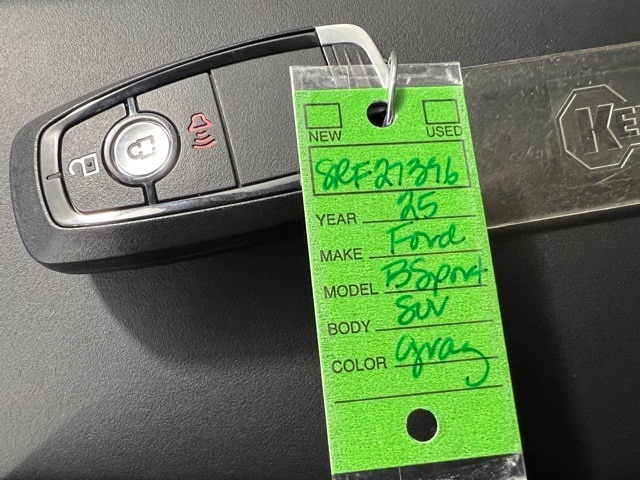 NEW USED
SRF27396
YEAR 25
MAKE Ford
MODEL BSport
BODY SUV
COLOR gray